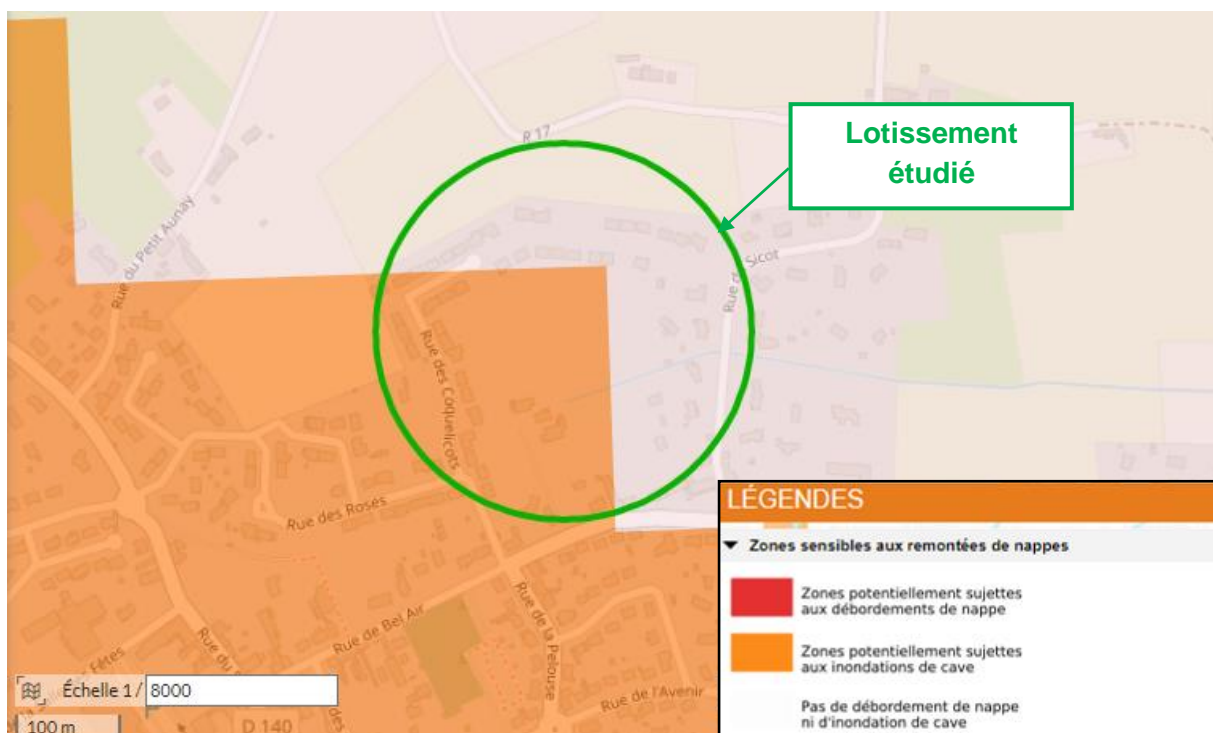 R 17
Lotissement
étudié
Rue du Petit Aunay
Sicot
Rue d
Rue des Coquelicots
Rue des Roses
Rue de Bel Air
Rue de la Pelouse
Rue de l'Avenir
Fêtes
Rue du
des
D 140
Échelle 1/ 8000
100 m
LÉGENDES
Zones sensibles aux remontées de nappes
Zones potentiellement sujettes
aux débordements de nappe
Zones potentiellement sujettes
aux inondations de cave
Pas de débordement de nappe
ni d'inondation de cave